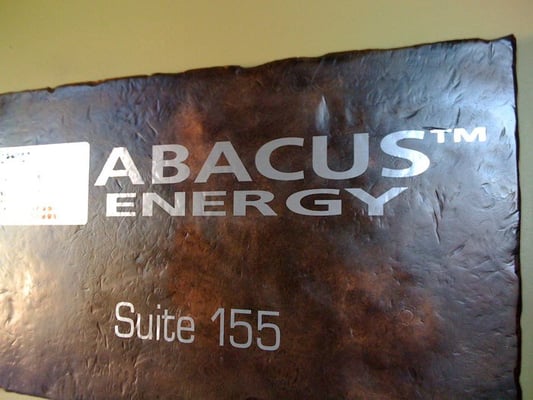 ABACUS™
ENERGY
Suite 155